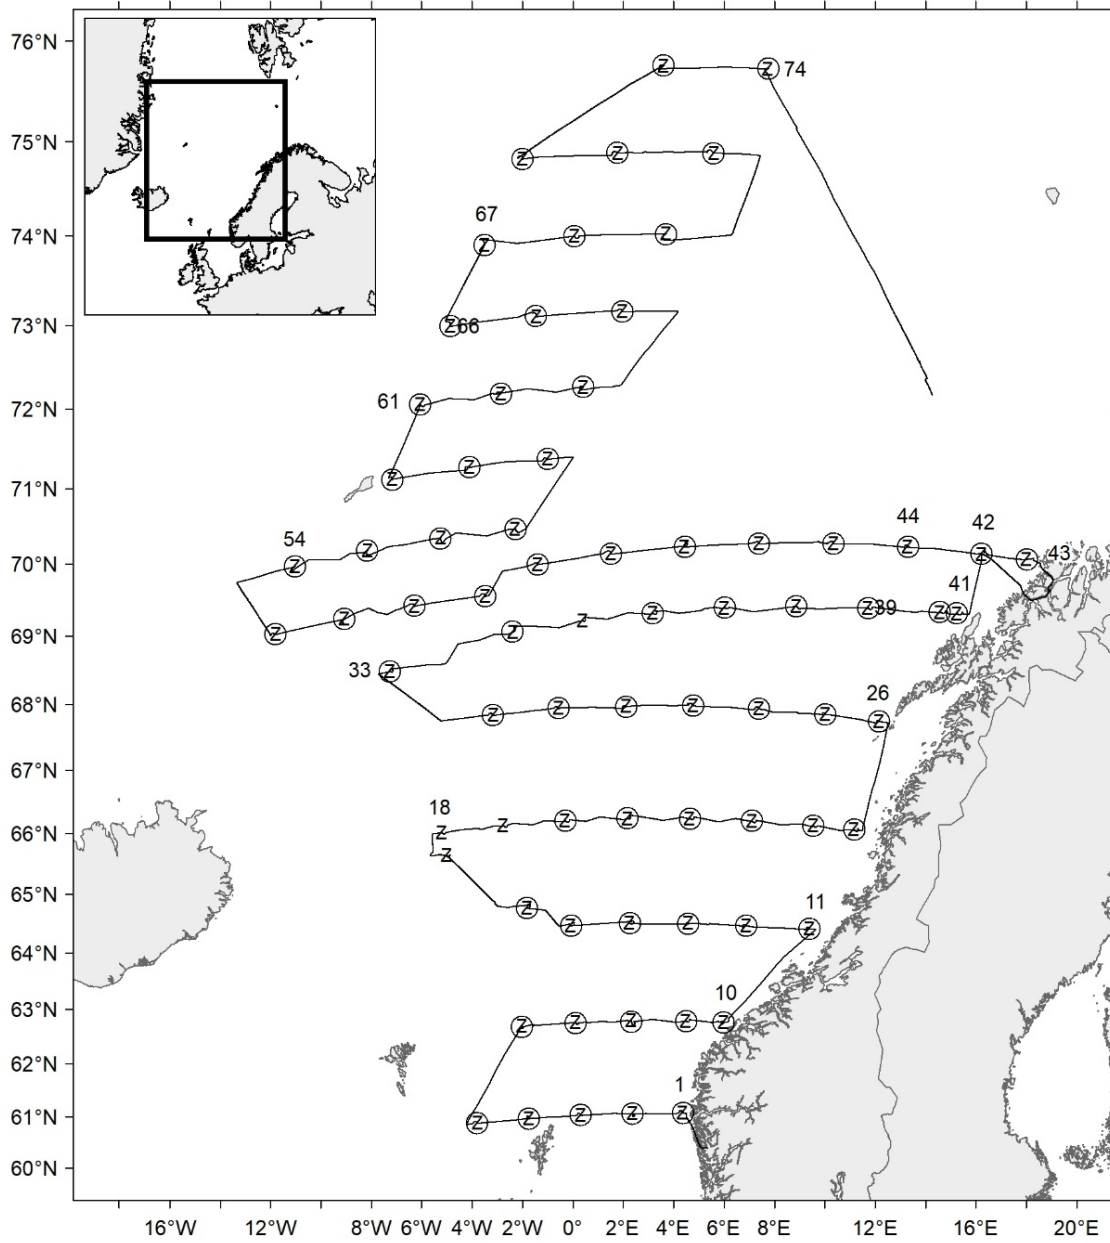 76°N
Z Z 74
75°N
Z Z Z
67
74°N
Z Z Z
73°N
Z 66 Z Z
72°N
61 Z Z Z
71°N
Z Z Z
54 44 42
70°N
Z Z Z Z Z Z Z Z Z Z Z Z 43
41
69°N
Z Z Z Z Z Z Z Z Z Z 39 Z Z
33 Z
68°N
26
Z Z Z Z Z Z Z
67°N
18
66°N
Z Z Z Z Z Z Z Z
Z
65°N
11
Z Z Z Z Z Z
64°N
63°N
10
Z Z Z Z Z
62°N
1
61°N
Z Z Z Z Z
60°N
16°W 12°W 8°W 6°W 4°W 2°W 0° 2°E 4°E 6°E 8°E 12°E 16°E 20°E